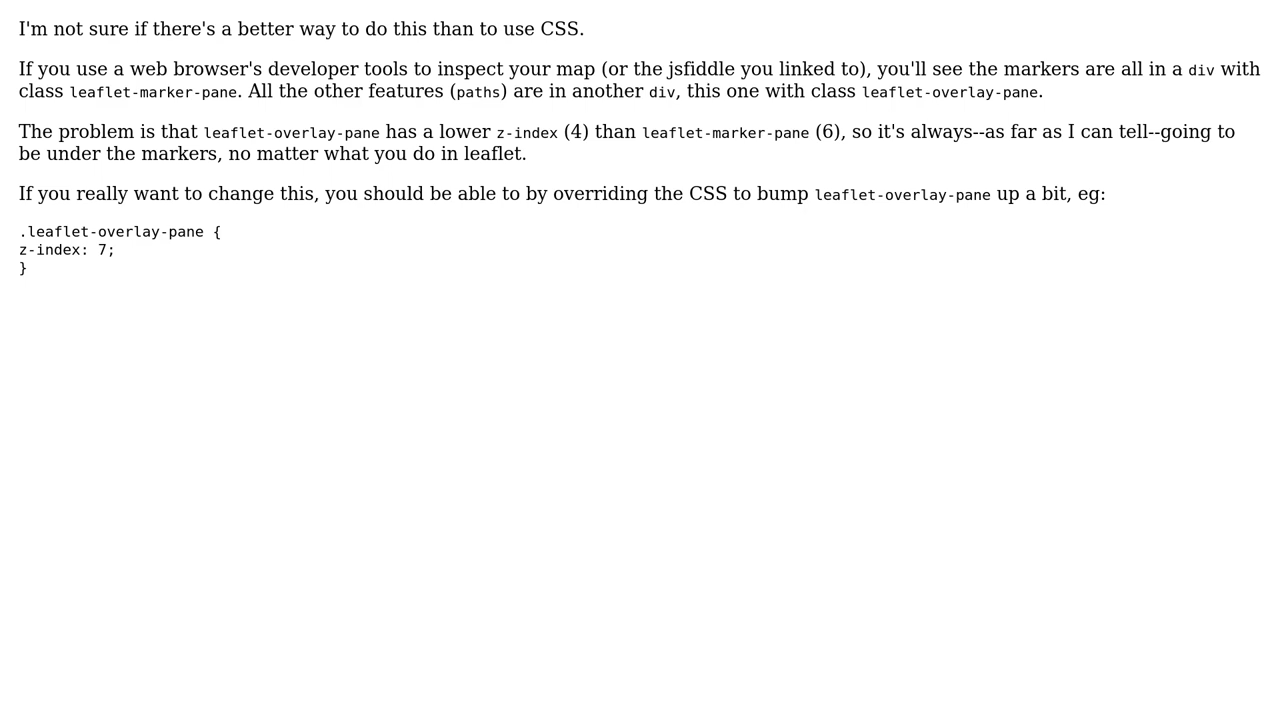 I'm not sure if there's a better way to do this than to use CSS.
If you use a web browser's developer tools to inspect your map (or the jsfiddle you linked to), you'll see the markers are all in a div with
class leaflet-marker-pane. All the other features (paths) are in another div, this one with class leaflet-overlay-pane.
The problem is that leaflet-overlay-pane has a lower z-index (4) than leaflet-marker-pane (6), so it's always--as far as I can tell--going to
be under the markers, no matter what you do in leaflet.
If you really want to change this, you should be able to by overriding the CSS to bump leaflet-overlay-pane up a bit, eg:
.leaflet-overlay-pane {
z-index: 7;
}